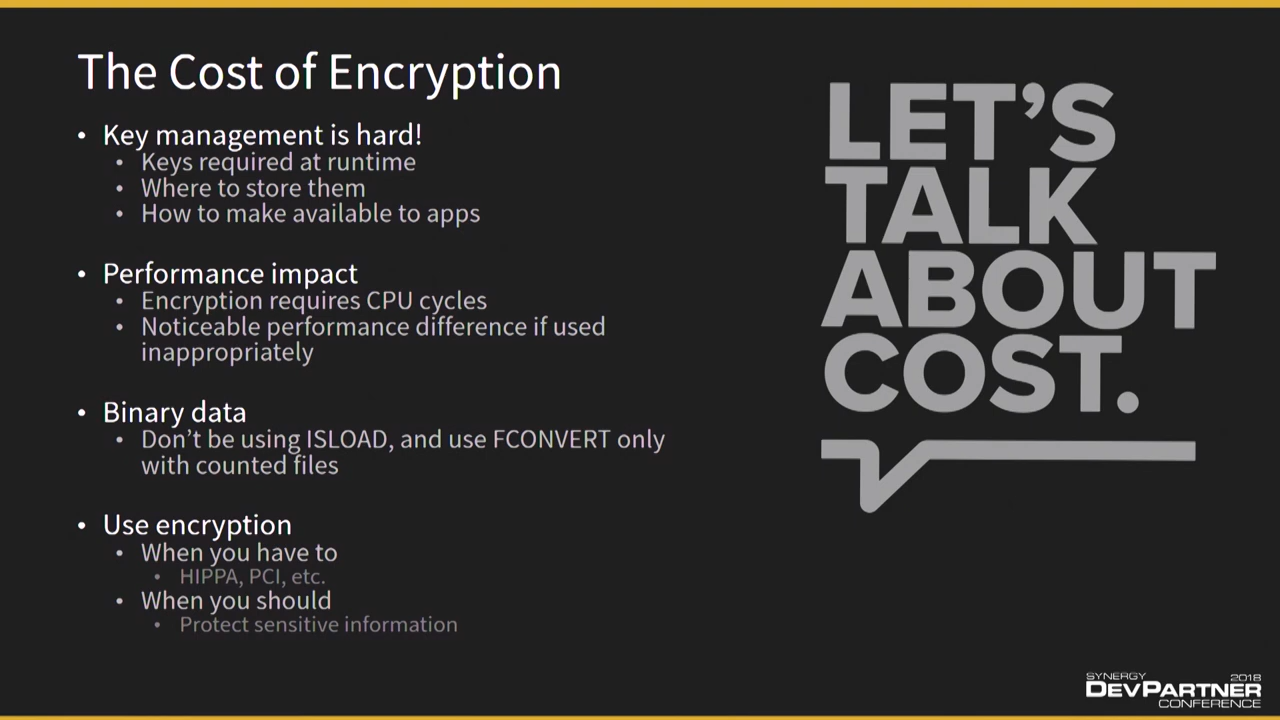 The Cost of Encryption
• Key management is hard!
• Keys required at runtime
• Where to store them
• How to make available to apps
• Performance impact
• Encryption requires CPU cycles
• Noticeable performance difference if used
inappropriately
• Binary data
• Don't be using ISLOAD, and use FCONVERT only
with counted files
• Use encryption
• When you have to
• HIPPA, PCI, etc.
• When you should
• Protect sensitive information
LET'S
TALK
ABOUT
COST.
SYNERGY 2018
DEVPARTNER
CONFERENCE